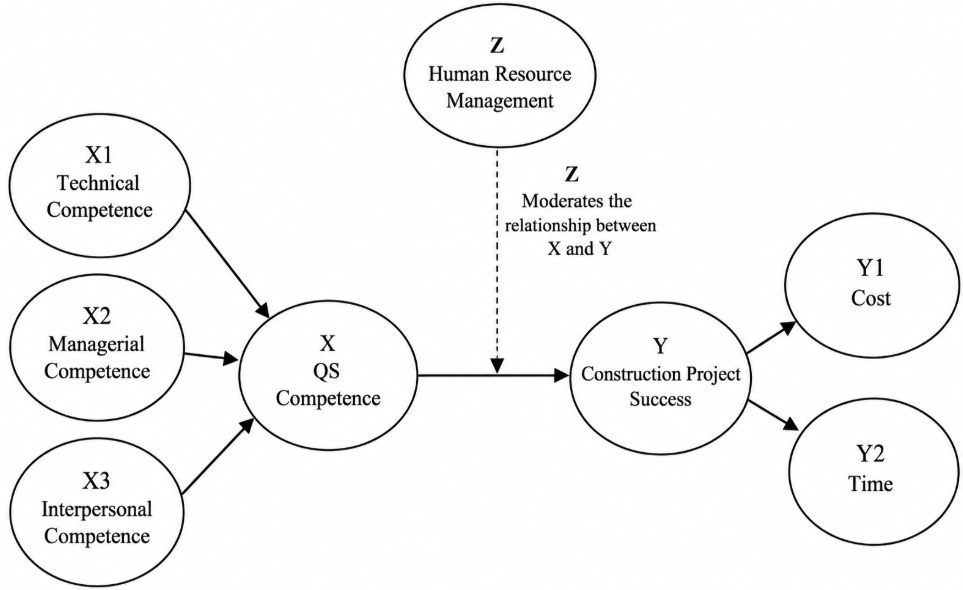 Z
Human Resource
Management
X1
Technical
Competence
Z
Moderates the
relationship between
X and Y
X2
Managerial
Competence
X
QS
Competence
Y
Construction Project
Success
Y1
Cost
X3
Interpersonal
Competence
Y2
Time